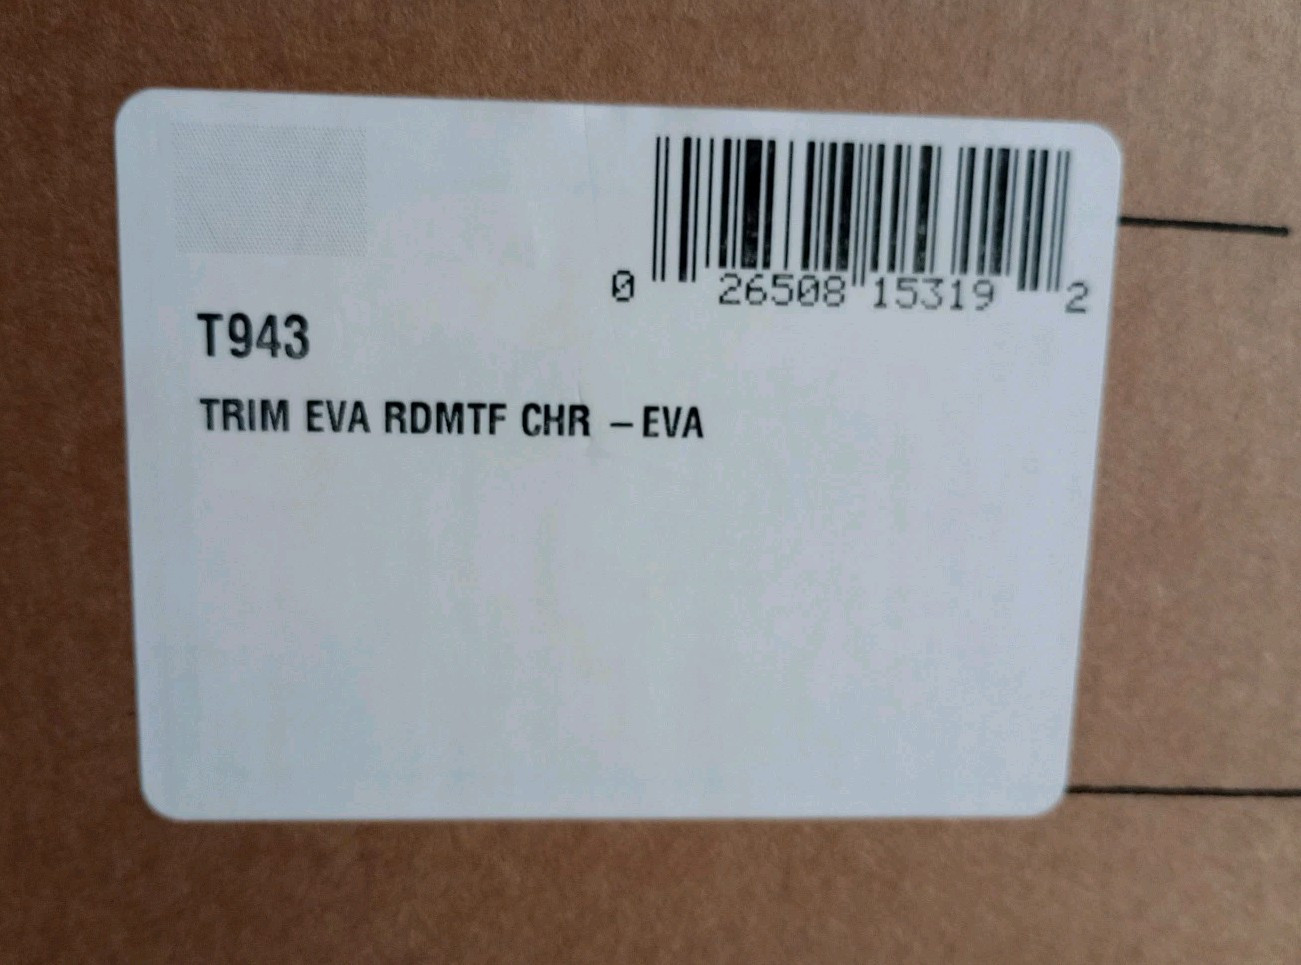 0 26508 15319 2
T943
TRIM EVA RDMTF CHR – EVA